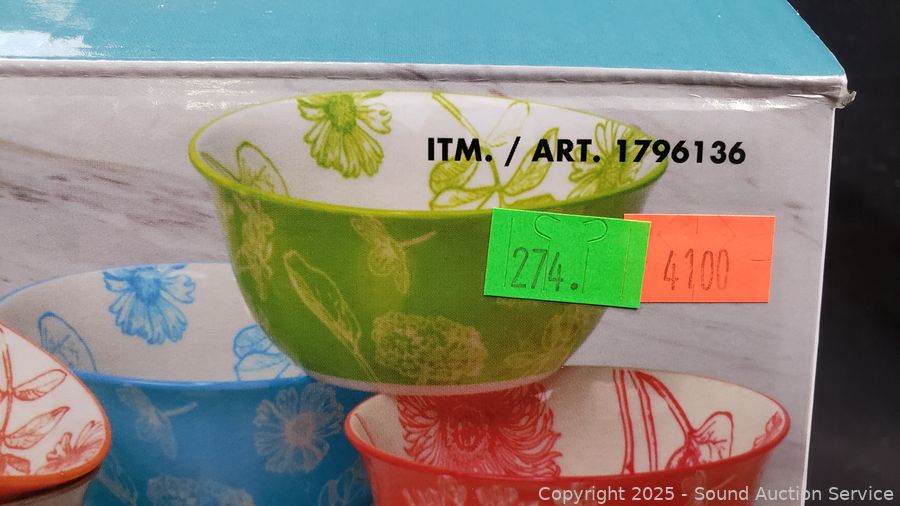 ITM. / ART. 1796136
274.
4100
Copyright 2025 - Sound Auction Service